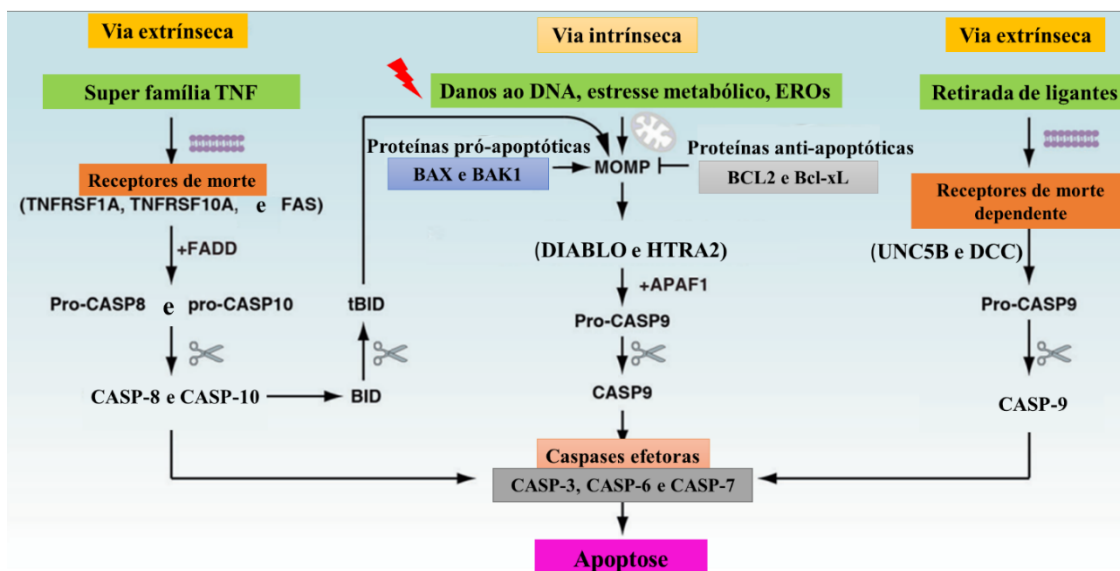 Via extrínseca
Super família TNF
Receptores de morte
(TNFRSF1A, TNFRSF10A, e FAS)
+FADD
Pro-CASP8 e pro-CASP10
CASP-8 e CASP-10
BID
tBID
Via intrínseca
Danos ao DNA, estresse metabólico, EROs
Proteínas pró-apoptóticas
BAX e BAK1
MOMP
Proteínas anti-apoptóticas
BCL2 e Bcl-xL
(DIABLO e HTRA2)
+APAF1
Pro-CASP9
CASP9
Via extrínseca
Retirada de ligantes
Receptores de morte
dependente
(UNC5B e DCC)
Pro-CASP9
CASP-9
Caspases efetoras
CASP-3, CASP-6 e CASP-7
Apoptose